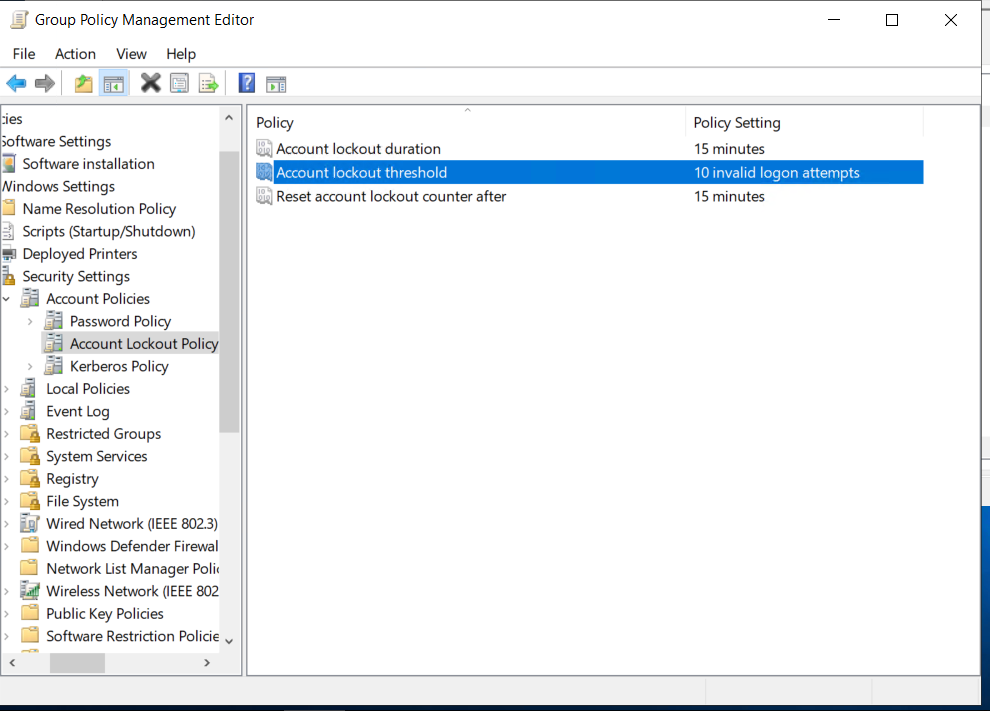 Group Policy Management Editor
File Action View Help
cies
Software Settings
Software installation
Windows Settings
Name Resolution Policy
Scripts (Startup/Shutdown)
Deployed Printers
Security Settings
Account Policies
Password Policy
Account Lockout Policy
Kerberos Policy
Local Policies
Event Log
Restricted Groups
System Services
Registry
File System
Wired Network (IEEE 802.3)
Windows Defender Firewal
Network List Manager Polic
Wireless Network (IEEE 802
Public Key Policies
Software Restriction Policie
Policy Policy Setting
Account lockout duration 15 minutes
Account lockout threshold 10 invalid logon attempts
Reset account lockout counter after 15 minutes